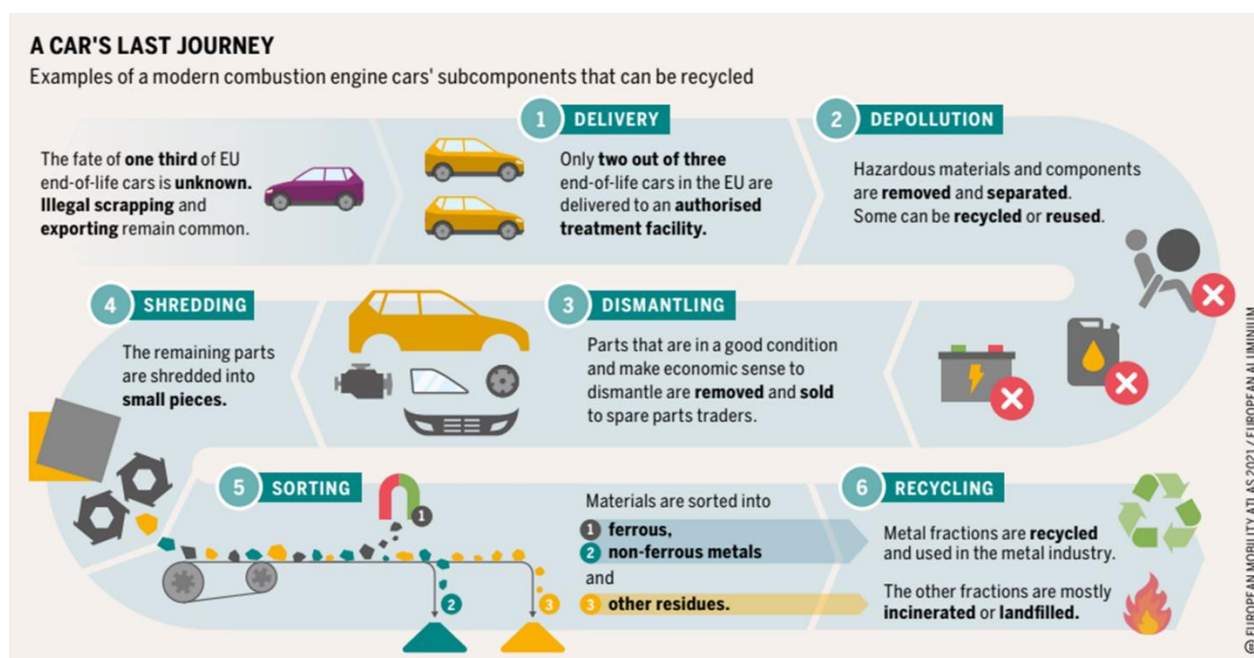 A CAR'S LAST JOURNEY
Examples of a modern combustion engine cars' subcomponents that can be recycled
The fate of one third of EU
end-of-life cars is unknown.
Illegal scrapping and
exporting remain common.
1 DELIVERY
Only two out of three
end-of-life cars in the EU are
delivered to an authorised
treatment facility.
2 DEPOLLUTION
Hazardous materials and components
are removed and separated.
Some can be recycled or reused.
3 DISMANTLING
Parts that are in a good condition
and make economic sense to
dismantle are removed and sold
to spare parts traders.
4 SHREDDING
The remaining parts
are shredded into
small pieces.
5 SORTING
1
2
3
Materials are sorted into
1 ferrous,
2 non-ferrous metals
and
3 other residues.
6 RECYCLING
Metal fractions are recycled
and used in the metal industry.
The other fractions are mostly
incinerated or landfilled.
EUROPEAN MOBILITY ATLAS 2021 / EUROPEAN ALUMINIUM